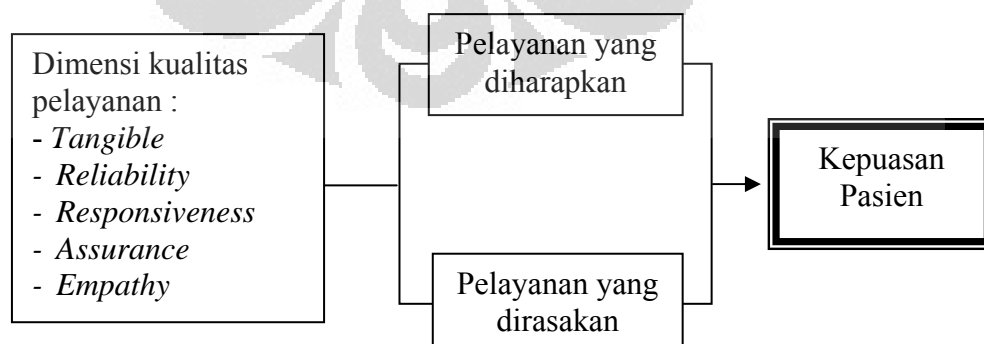 Dimensi kualitas
pelayanan :
- Tangible
- Reliability
- Responsiveness
- Assurance
- Empathy
Pelayanan yang
diharapkan
Pelayanan yang
dirasakan
Kepuasan
Pasien